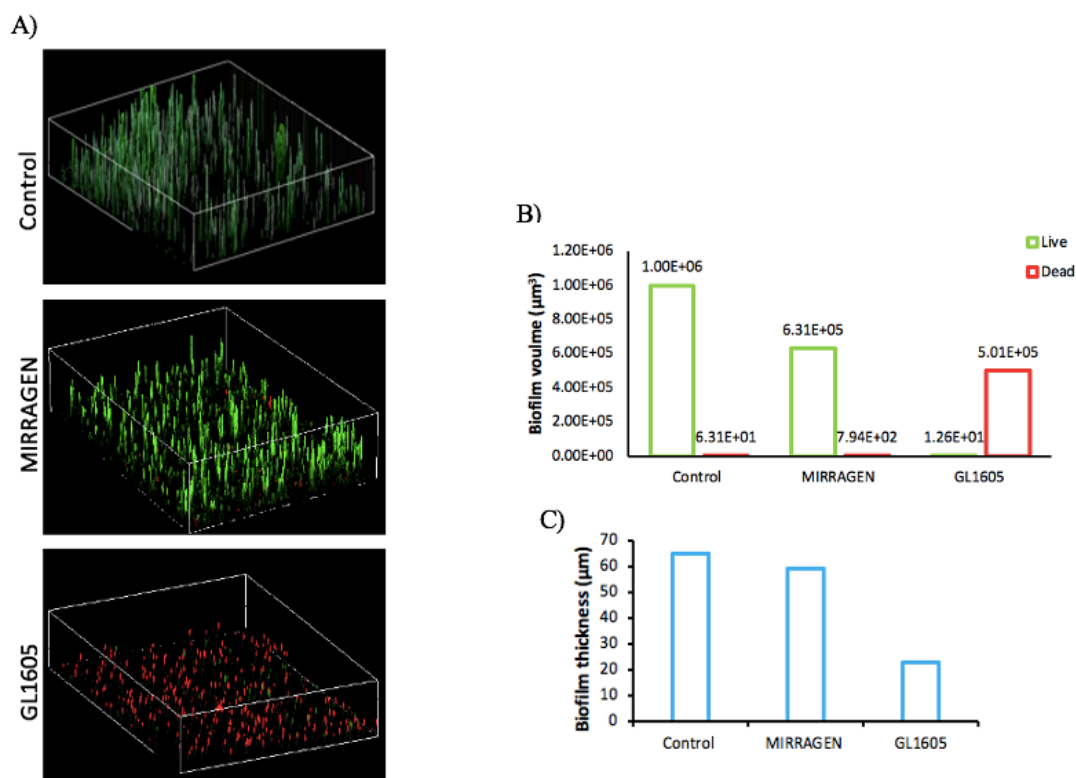 A)
Control
MIRRAGEN
GL1605
B)
Live
Dead
Biofilm voulme (µm³)
1.20E+06
1.00E+06
8.00E+05
6.00E+05
4.00E+05
2.00E+05
0.00E+00
1.00E+06
6.31E+01
6.31E+05
7.94E+02
1.26E+01
5.01E+05
Control
MIRRAGEN
GL1605
C)
Biofilm thickness (µm)
70
60
50
40
30
20
10
0
Control
MIRRAGEN
GL1605